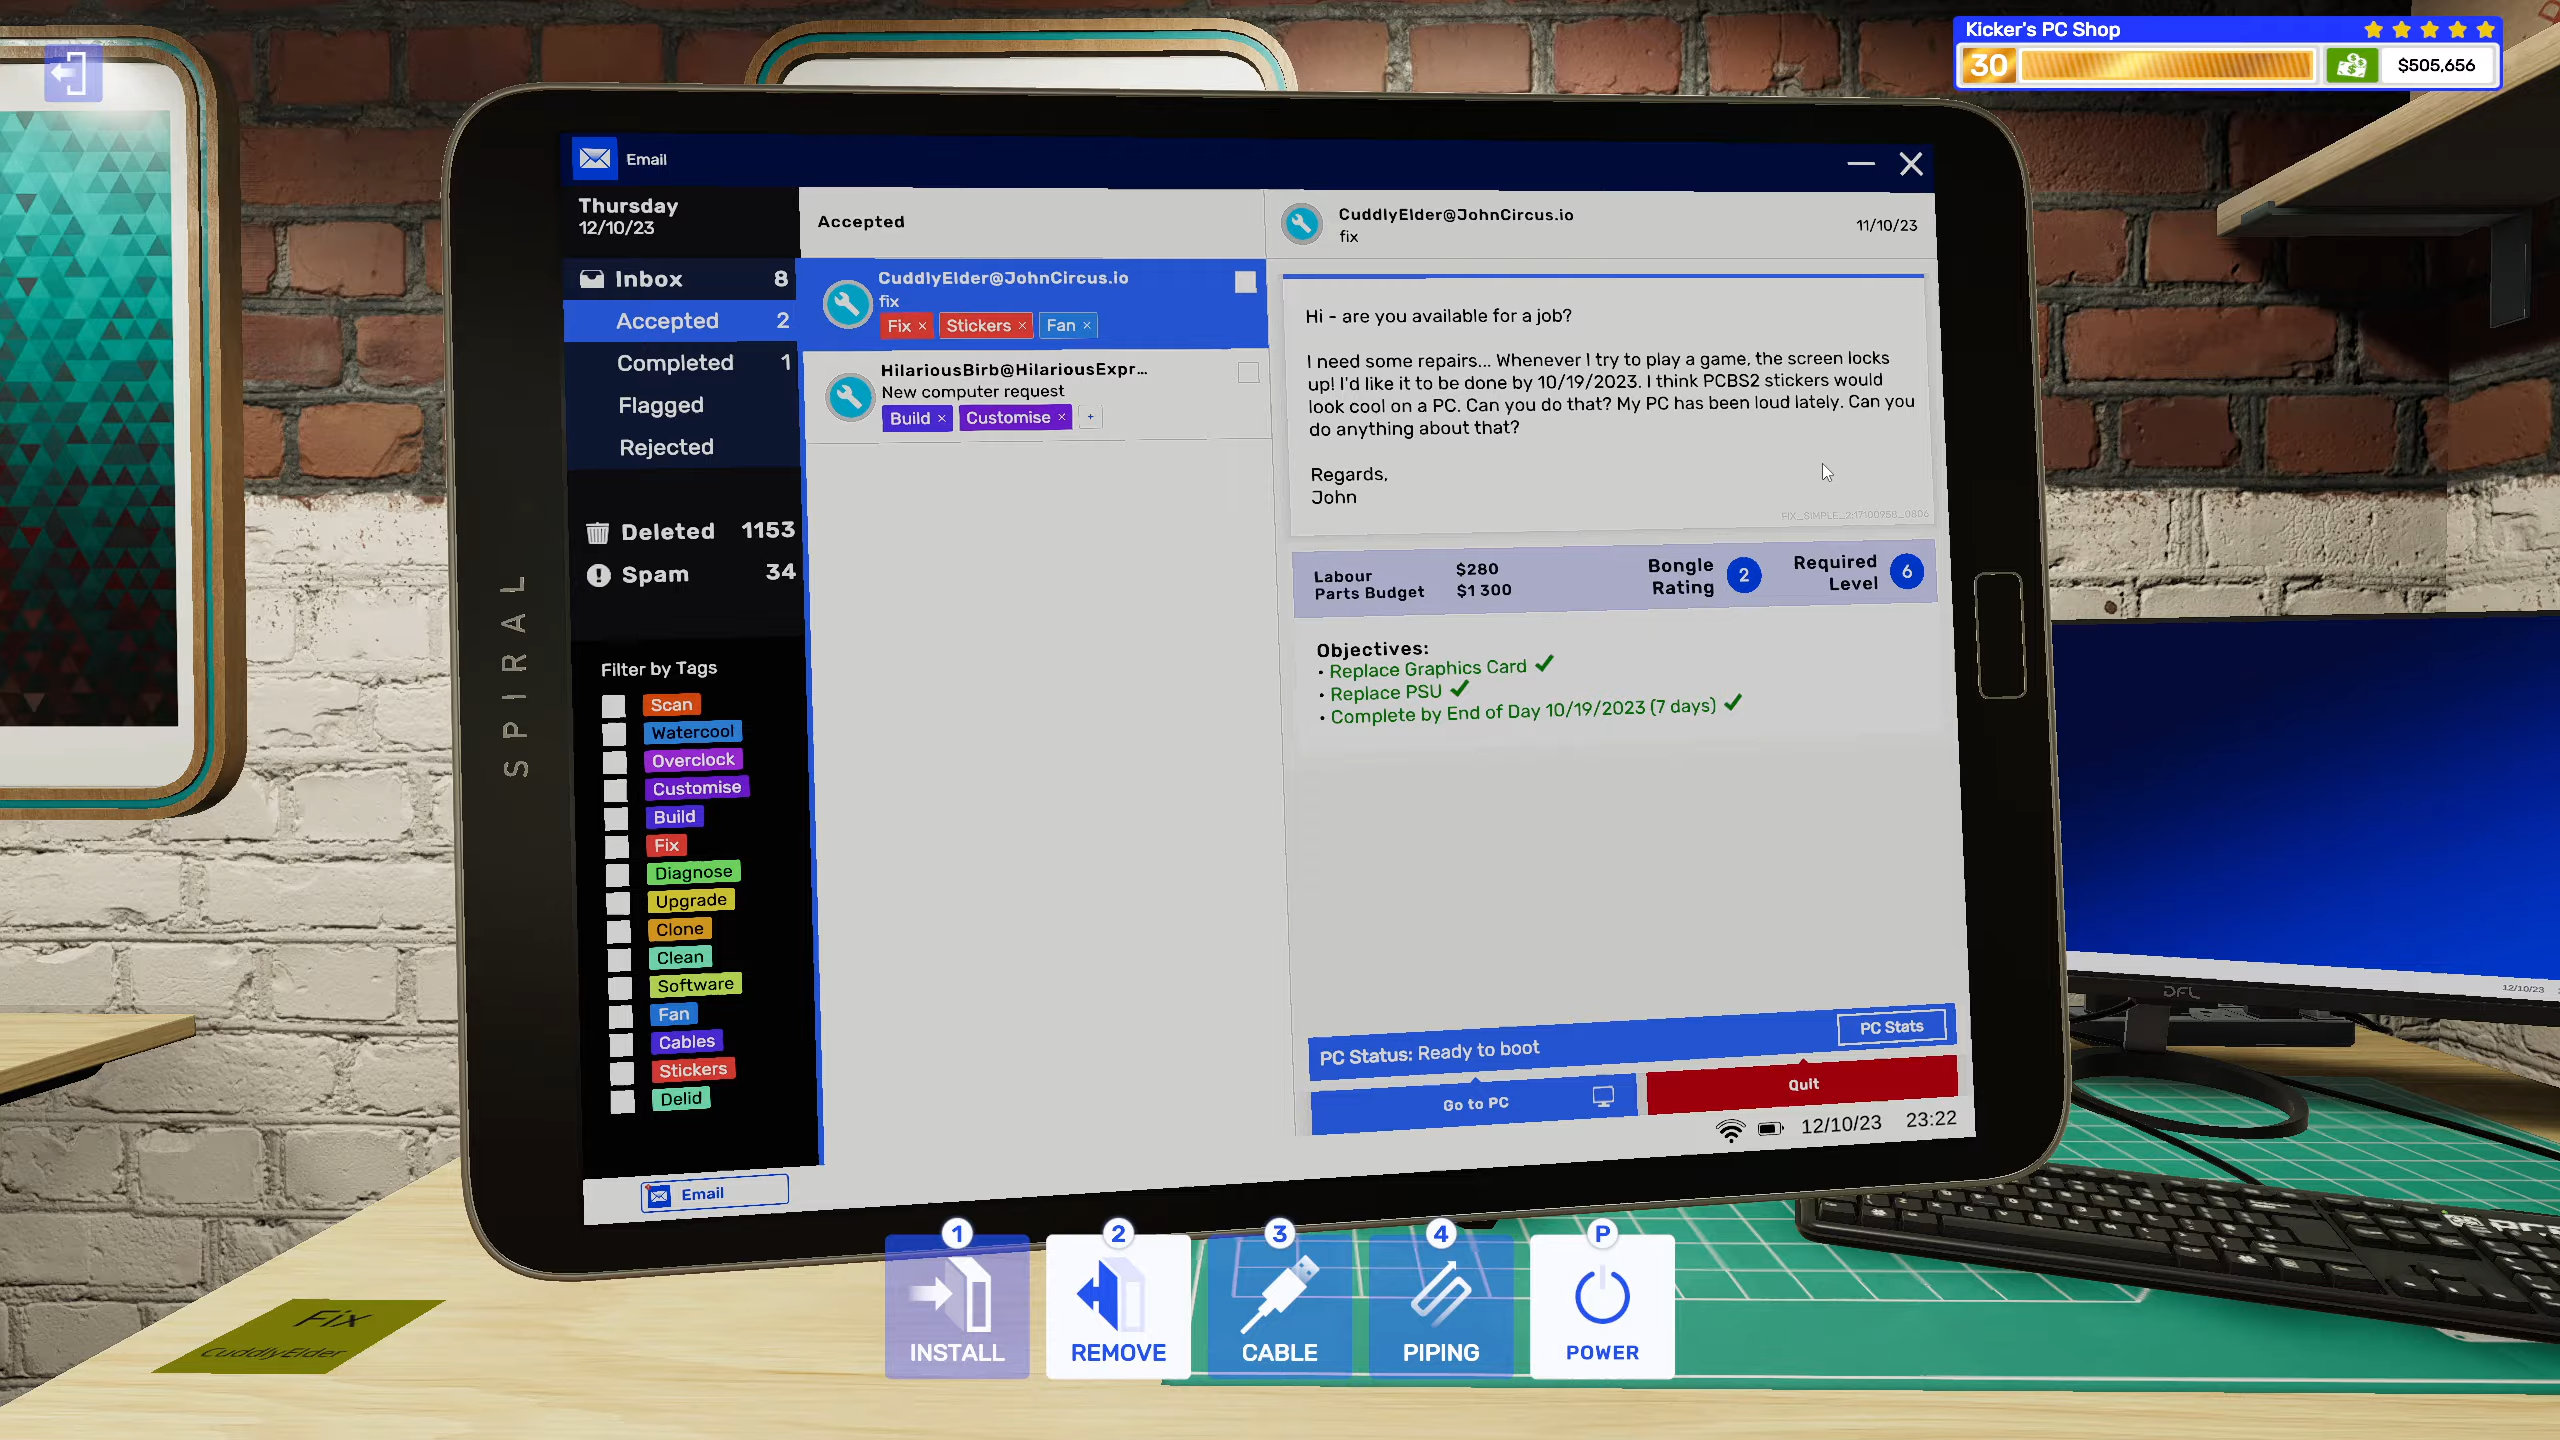 Kicker's PC Shop
30
$505,656
Email
Thursday
12/10/23
Inbox 8
Accepted 2
Completed 1
Flagged
Rejected
Deleted 1153
Spam 34
Filter by Tags
Scan
Watercool
Overclock
Customise
Build
Fix
Diagnose
Upgrade
Clone
Clean
Software
Fan
Cables
Stickers
Delid
Accepted
CuddlyElder@JohnCircus.io
fix
Fix × Stickers × Fan ×
HilariousBirb@HilariousExpr...
New computer request
Build × Customise × +
CuddlyElder@JohnCircus.io
fix
11/10/23
Hi - are you available for a job?
I need some repairs... Whenever I try to play a game, the screen locks
up! I'd like it to be done by 10/19/2023. I think PCBS2 stickers would
look cool on a PC. Can you do that? My PC has been loud lately. Can you
do anything about that?
Regards,
John
FIX_SIMPLE_2:17100958_0806
Labour $280
Parts Budget $1 300
Bongle Rating 2
Required Level 6
Objectives:
• Replace Graphics Card
• Replace PSU
• Complete by End of Day 10/19/2023 (7 days)
PC Status: Ready to boot
PC Stats
Go to PC
Quit
12/10/23 23:22
Email
SPIRAL
DFL
12/10/23
Fix
CuddlyElder
1
INSTALL
2
REMOVE
3
CABLE
4
PIPING
P
POWER